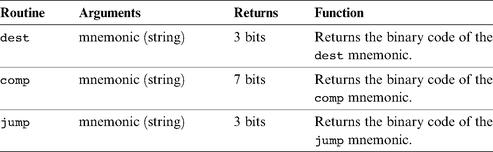 Routine Arguments Returns Function
dest mnemonic (string) 3 bits Returns the binary code of the
dest mnemonic.
comp mnemonic (string) 7 bits Returns the binary code of the
comp mnemonic.
jump mnemonic (string) 3 bits Returns the binary code of the
jump mnemonic.